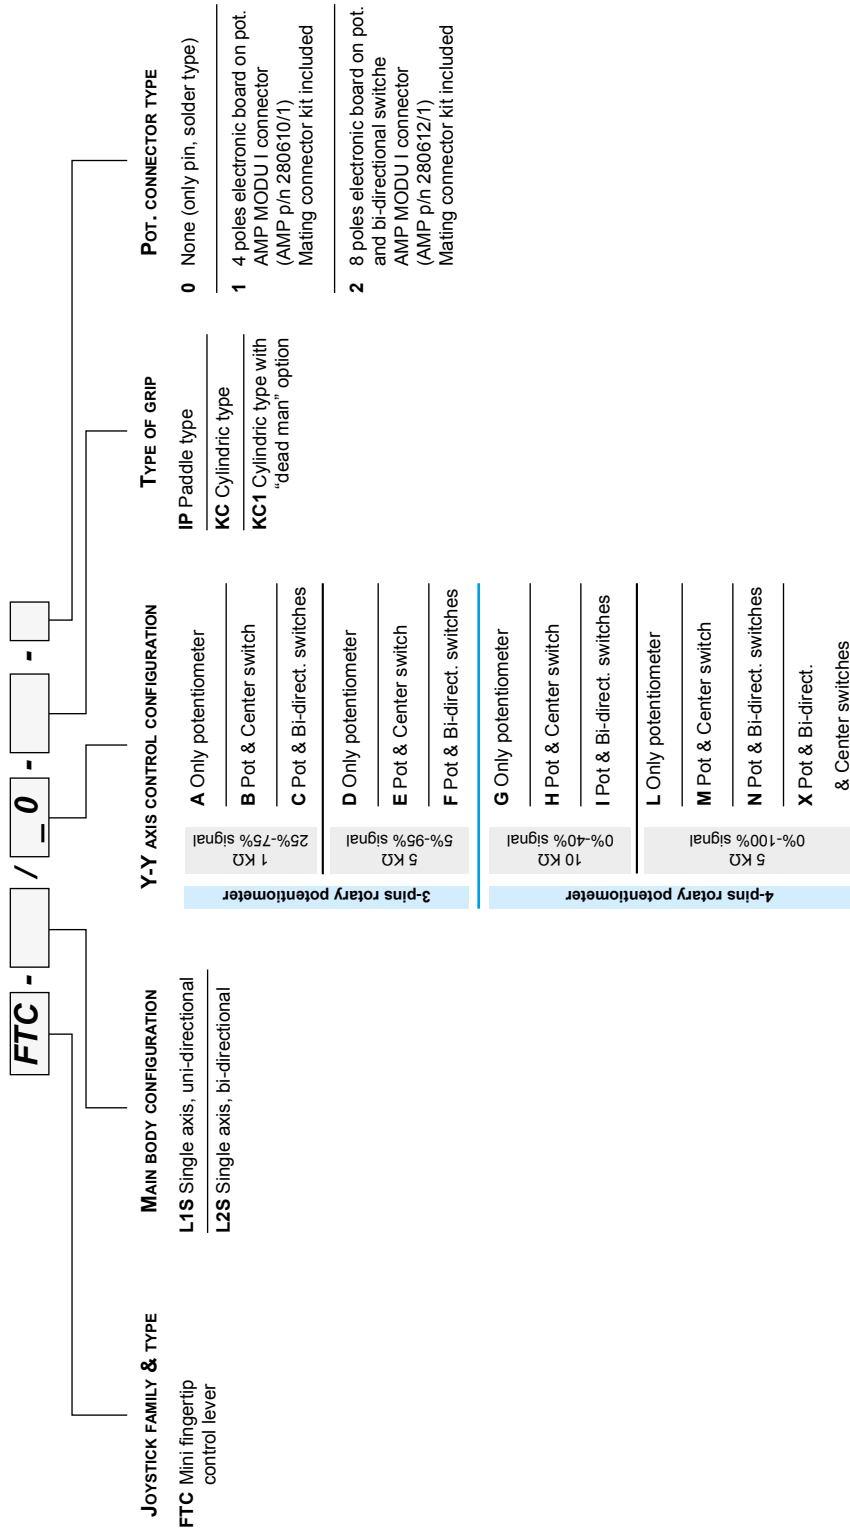 FTC - / _0 - -
JOYSTICK FAMILY & TYPE
FTC Mini fingertip
control lever
MAIN BODY CONFIGURATION
L1S Single axis, uni-directional
L2S Single axis, bi-directional
Y-Y AXIS CONTROL CONFIGURATION
3-pins rotary potentiometer
1 KΩ
25%-75% signal
A Only potentiometer
B Pot & Center switch
C Pot & Bi-direct. switches
5 KΩ
5%-95% signal
D Only potentiometer
E Pot & Center switch
F Pot & Bi-direct. switches
4-pins rotary potentiometer
10 KΩ
0%-40% signal
G Only potentiometer
H Pot & Center switch
I Pot & Bi-direct. switches
5 KΩ
0%-100% signal
L Only potentiometer
M Pot & Center switch
N Pot & Bi-direct. switches
X Pot & Bi-direct.
& Center switches
TYPE OF GRIP
IP Paddle type
KC Cylindric type
KC1 Cylindric type with
“dead man” option
POT. CONNECTOR TYPE
0 None (only pin, solder type)
1 4 poles electronic board on pot.
AMP MODU I connector
(AMP p/n 280610/1)
Mating connector kit included
2 8 poles electronic board on pot.
and bi-directional switche
AMP MODU I connector
(AMP p/n 280612/1)
Mating connector kit included